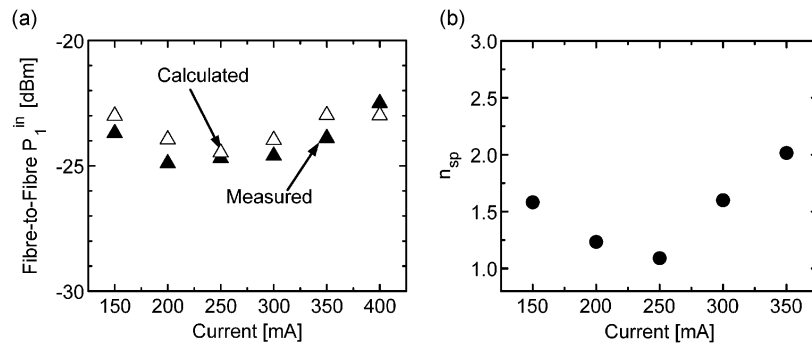 (a)
-20
-25
-30
Fibre-to-Fibre P₁ⁱⁿ [dBm]
Calculated
Measured
150 200 250 300 350 400
Current [mA]
(b)
3.0
2.5
2.0
1.5
1.0
nₛₚ
150 200 250 300 350
Current [mA]